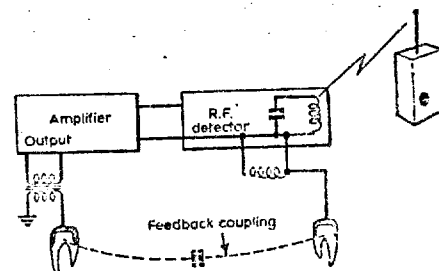 Amplifier
Output
R.F.
detector
Feedback coupling